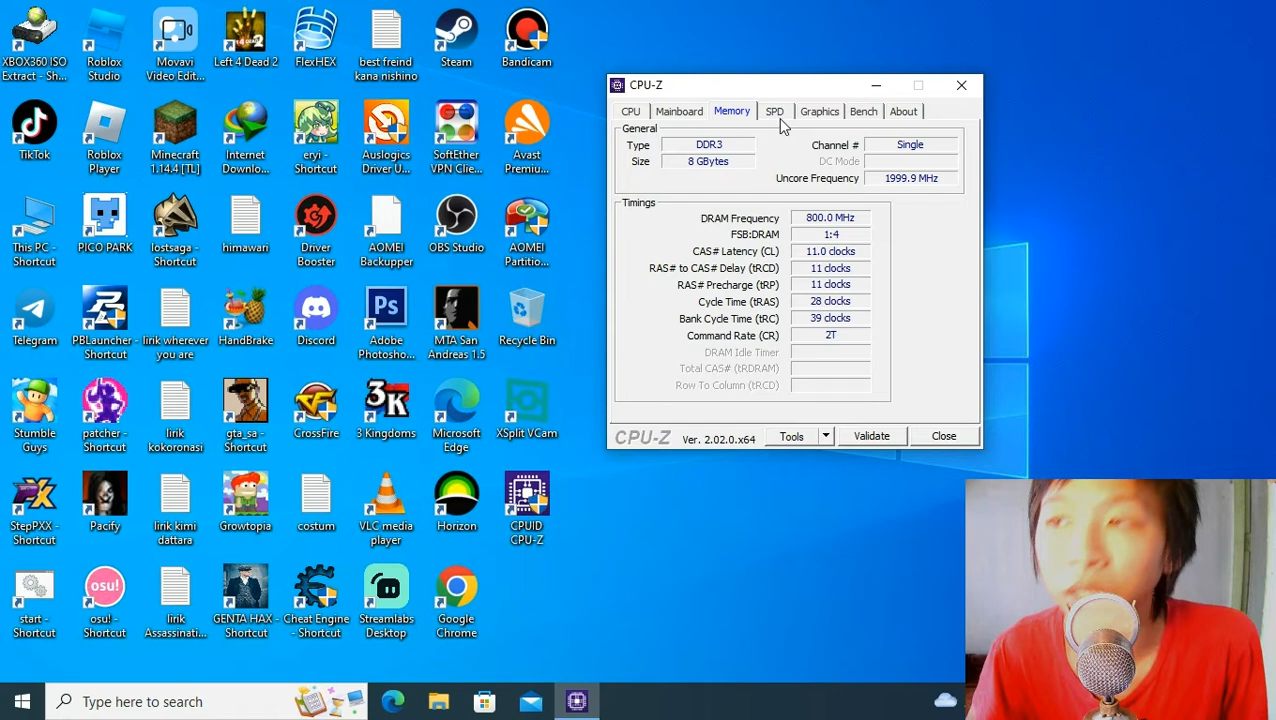 XBOX360 ISO
Extract - Sh...
Roblox
Studio
Movavi
Video Edit...
Left 4 Dead 2
FlexHEX
best freind
kana nishino
Steam
Bandicam
TikTok
Roblox
Player
Minecraft
1.14.4 [TL]
Internet
Downlo...
eryi -
Shortcut
Auslogics
Driver U...
SoftEther
VPN Clie...
Avast
Premiu...
This PC -
Shortcut
PICO PARK
lostsaga -
Shortcut
himawari
Driver
Booster
AOMEI
Backupper
OBS Studio
AOMEI
Partitio...
Telegram
PBLauncher -
Shortcut
lirik wherever
you are
HandBrake
Discord
Adobe
Photosho...
MTA San
Andreas 1.5
Recycle Bin
Stumble
Guys
patcher -
Shortcut
lirik
kokoronasi
gta_sa -
Shortcut
CrossFire
3 Kingdoms
Microsoft
Edge
XSplit VCam
StepPXX -
Shortcut
Pacify
lirik kimi
dattara
Growtopia
costum
VLC media
player
Horizon
CPUID
CPU-Z
start -
Shortcut
osu! -
Shortcut
lirik
Assassinati...
GENTA HAX -
Shortcut
Cheat Engine
- Shortcut
Streamlabs
Desktop
Google
Chrome
CPU-Z
CPU Mainboard Memory SPD Graphics Bench About
General
Type DDR3 Channel # Single
Size 8 GBytes DC Mode
Uncore Frequency 1999.9 MHz
Timings
DRAM Frequency 800.0 MHz
FSB:DRAM 1:4
CAS# Latency (CL) 11.0 clocks
RAS# to CAS# Delay (tRCD) 11 clocks
RAS# Precharge (tRP) 11 clocks
Cycle Time (tRAS) 28 clocks
Bank Cycle Time (tRC) 39 clocks
Command Rate (CR) 2T
DRAM Idle Timer
Total CAS# (tRDRAM)
Row To Column (tRCD)
CPU-Z Ver. 2.02.0.x64 Tools Validate Close
Type here to search